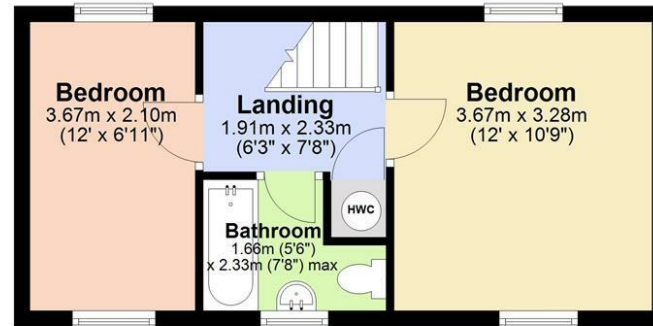 Bedroom
3.67m x 2.10m
(12' x 6'11")
Landing
1.91m x 2.33m
(6'3" x 7'8")
Bedroom
3.67m x 3.28m
(12' x 10'9")
HWC
Bathroom
1.66m (5'6")
x 2.33m (7'8") max